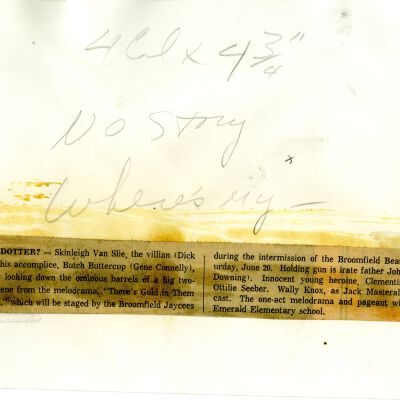 4 Col x 4 3/4"
No Story
Where's my —
DOTTER? — Skinleigh Van Slie, the villian (Dick
his accomplice, Butch Buttercup (Gene Connelly),
looking down the ominous barrels of a big two-
ene from the melodrama, "There's Gold in Them
," which will be staged by the Broomfield Jaycees
during the intermission of the Broomfield Beau
urday, June 20. Holding gun is irate father Joh
Downing). Innocent young heroine, Clementi
Ottilie Seeber. Wally Knox, as Jack Masteral
cast. The one-act melodrama and pageant wi
Emerald Elementary school.